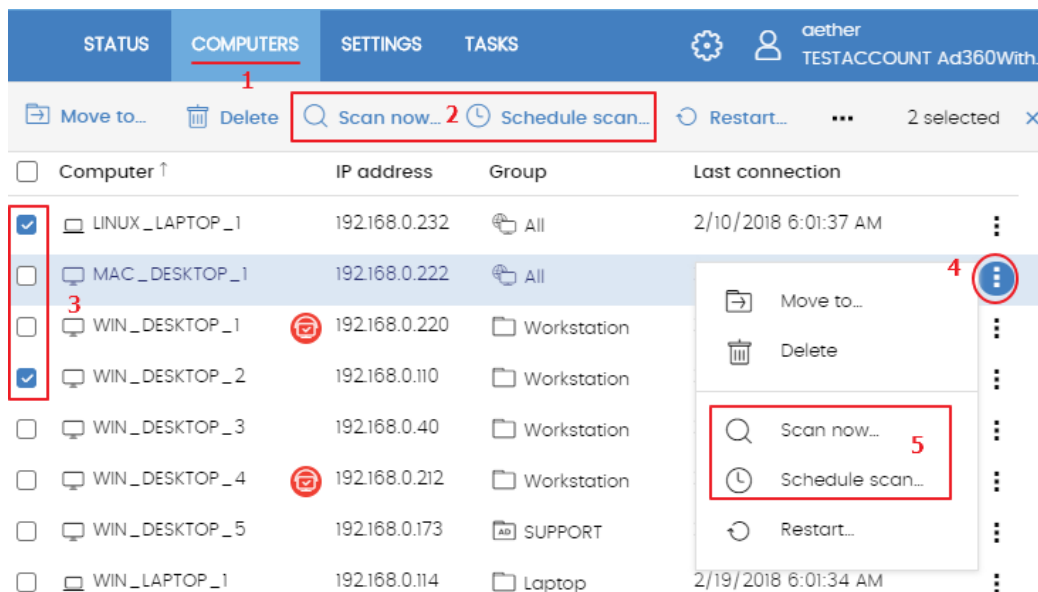 STATUS COMPUTERS SETTINGS TASKS aether
TESTACCOUNT Ad360With.
1
Move to... Delete Scan now... 2 Schedule scan... Restart... ... 2 selected ×
Computer ↑ IP address Group Last connection
LINUX_LAPTOP_1 192.168.0.232 All 2/10/2018 6:01:37 AM
MAC_DESKTOP_1 192.168.0.222 All 4
3
WIN_DESKTOP_1 192.168.0.220 Workstation
WIN_DESKTOP_2 192.168.0.110 Workstation
WIN_DESKTOP_3 192.168.0.40 Workstation
WIN_DESKTOP_4 192.168.0.212 Workstation
WIN_DESKTOP_5 192.168.0.173 AD SUPPORT
WIN_LAPTOP_1 192.168.0.114 Laptop 2/19/2018 6:01:34 AM
Move to...
Delete
Scan now...
5
Schedule scan...
Restart...